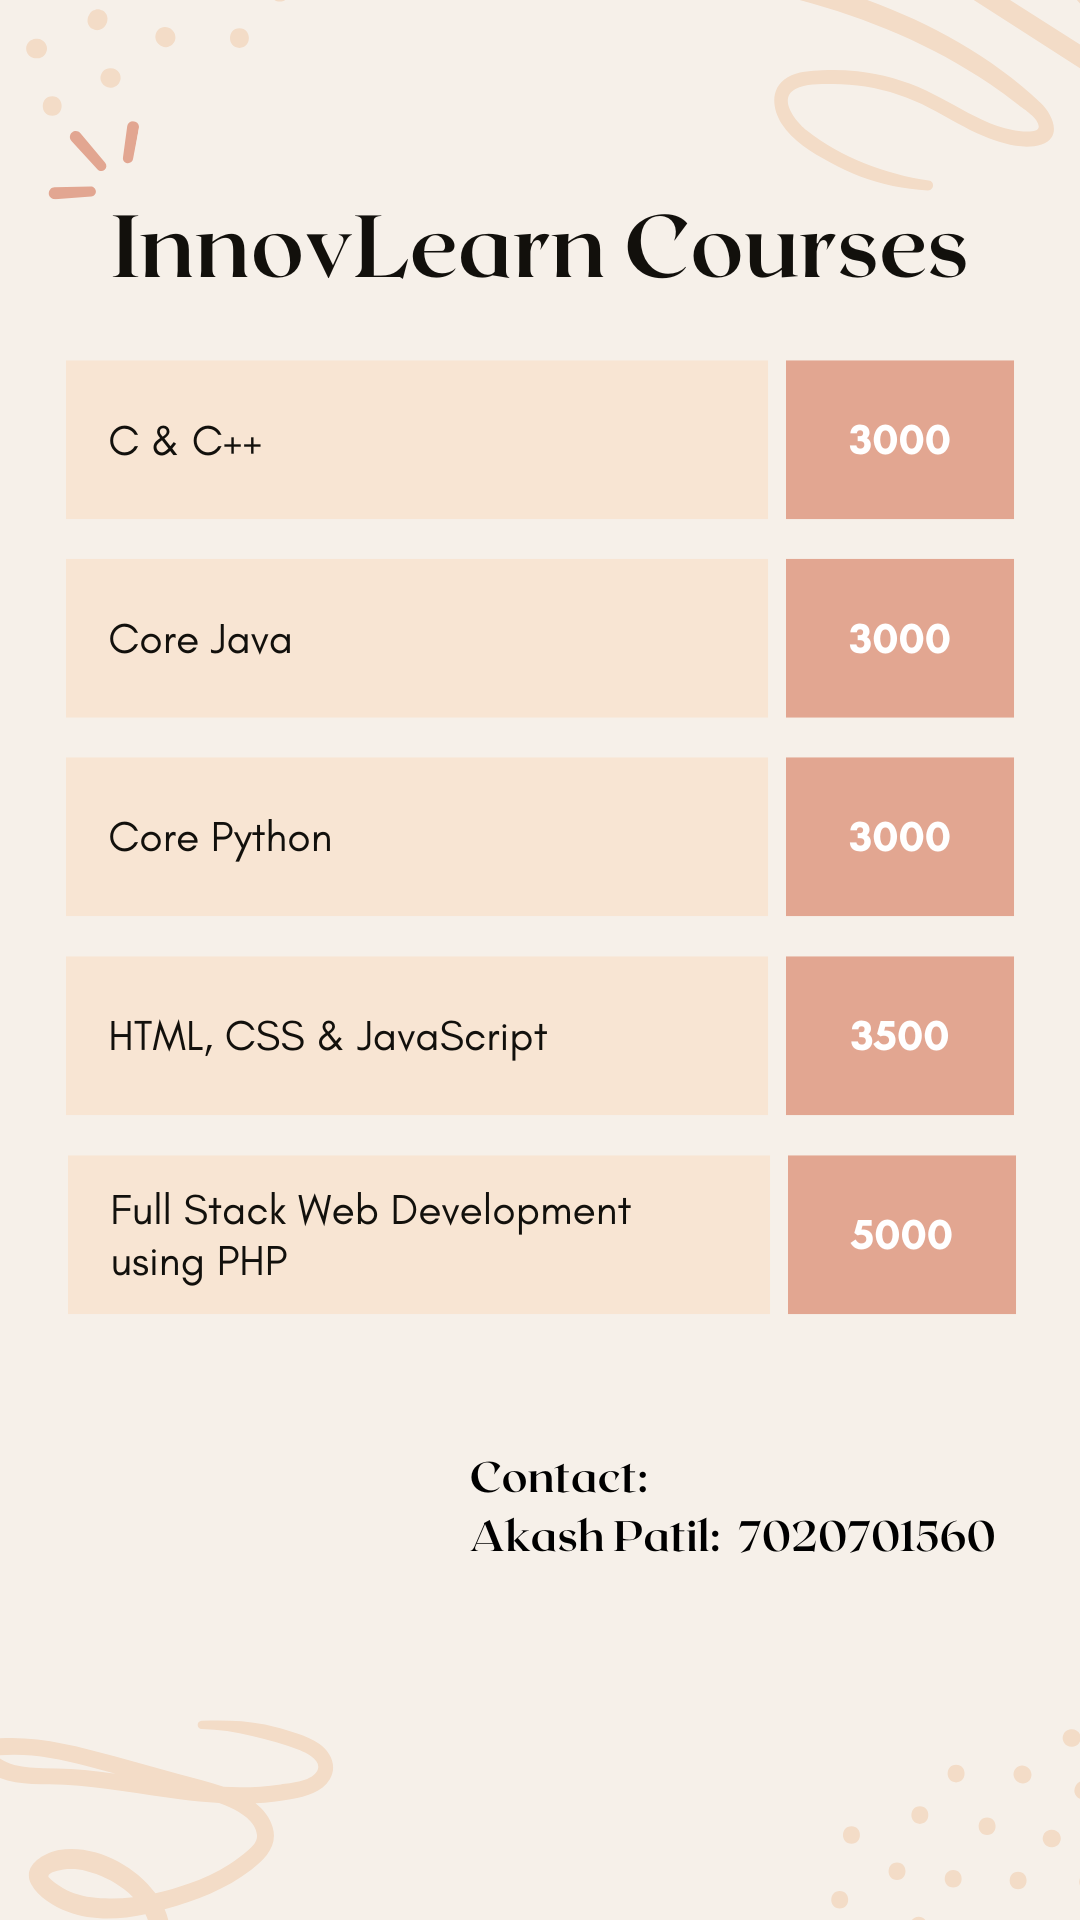 InnovLearn Courses
C & C++
3000
Core Java
3000
Core Python
3000
HTML, CSS & JavaScript
3500
Full Stack Web Development
using PHP
5000
Contact:
Akash Patil: 7020701560